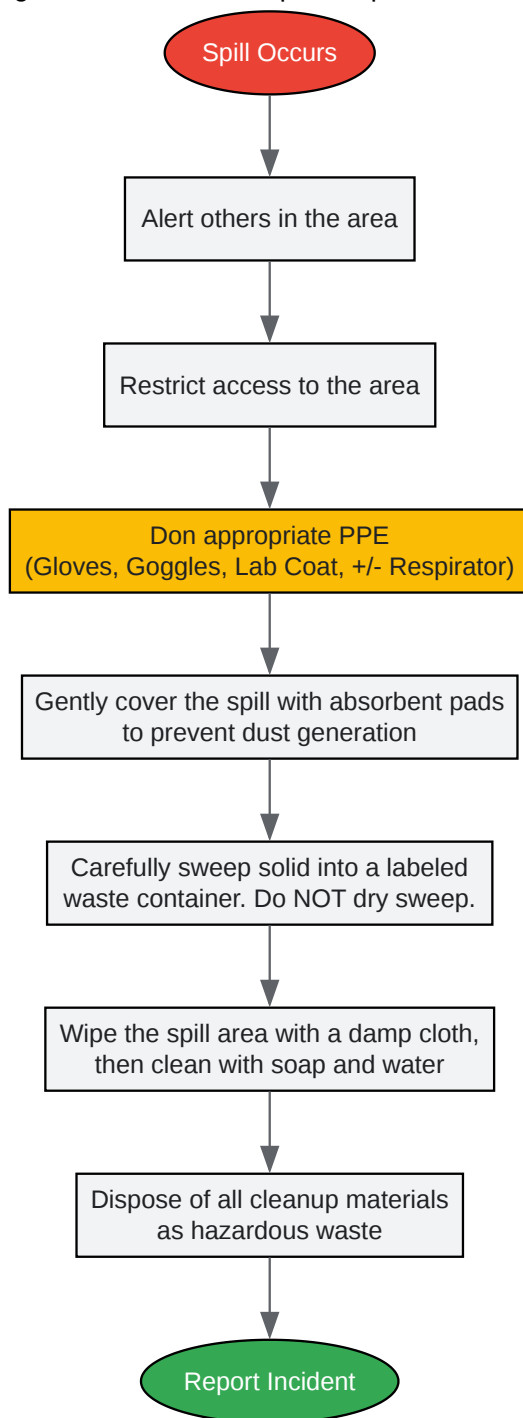 Spill Occurs
Alert others in the area
Restrict access to the area
Don appropriate PPE
(Gloves, Goggles, Lab Coat, +/- Respirator)
Gently cover the spill with absorbent pads
to prevent dust generation
Carefully sweep solid into a labeled
waste container. Do NOT dry sweep.
Wipe the spill area with a damp cloth,
then clean with soap and water
Dispose of all cleanup materials
as hazardous waste
Report Incident